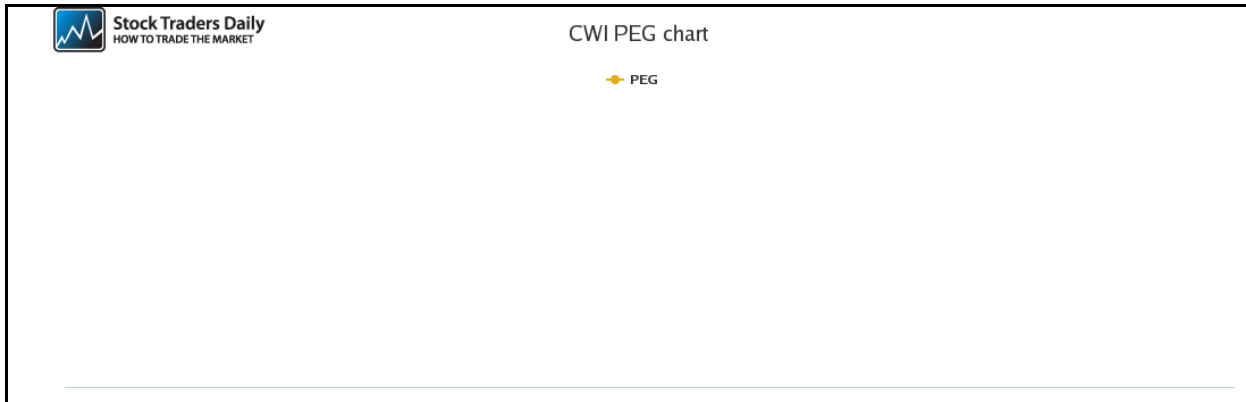 Stock Traders Daily
HOW TO TRADE THE MARKET
CWI PEG chart
PEG